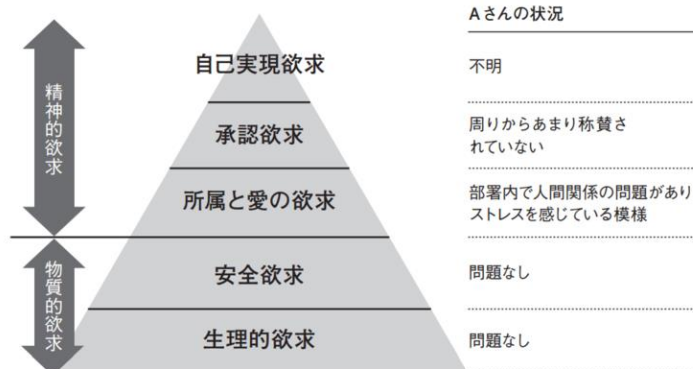 Aさんの状況
精神的欲求
自己実現欲求
不明
承認欲求
周りからあまり称賛さ
れていない
所属と愛の欲求
部署内で人間関係の問題があり
ストレスを感じている模様
物質的欲求
安全欲求
問題なし
生理的欲求
問題なし